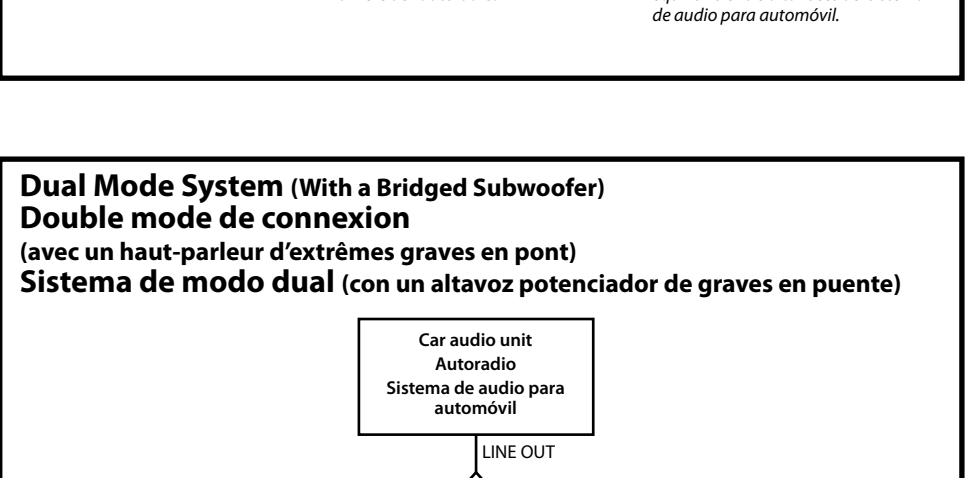 de audio para automóvil.
Dual Mode System (With a Bridged Subwoofer)
Double mode de connexion
(avec un haut-parleur d'extrêmes graves en pont)
Sistema de modo dual (con un altavoz potenciador de graves en puente)
Car audio unit
Autoradio
Sistema de audio para
automóvil
LINE OUT